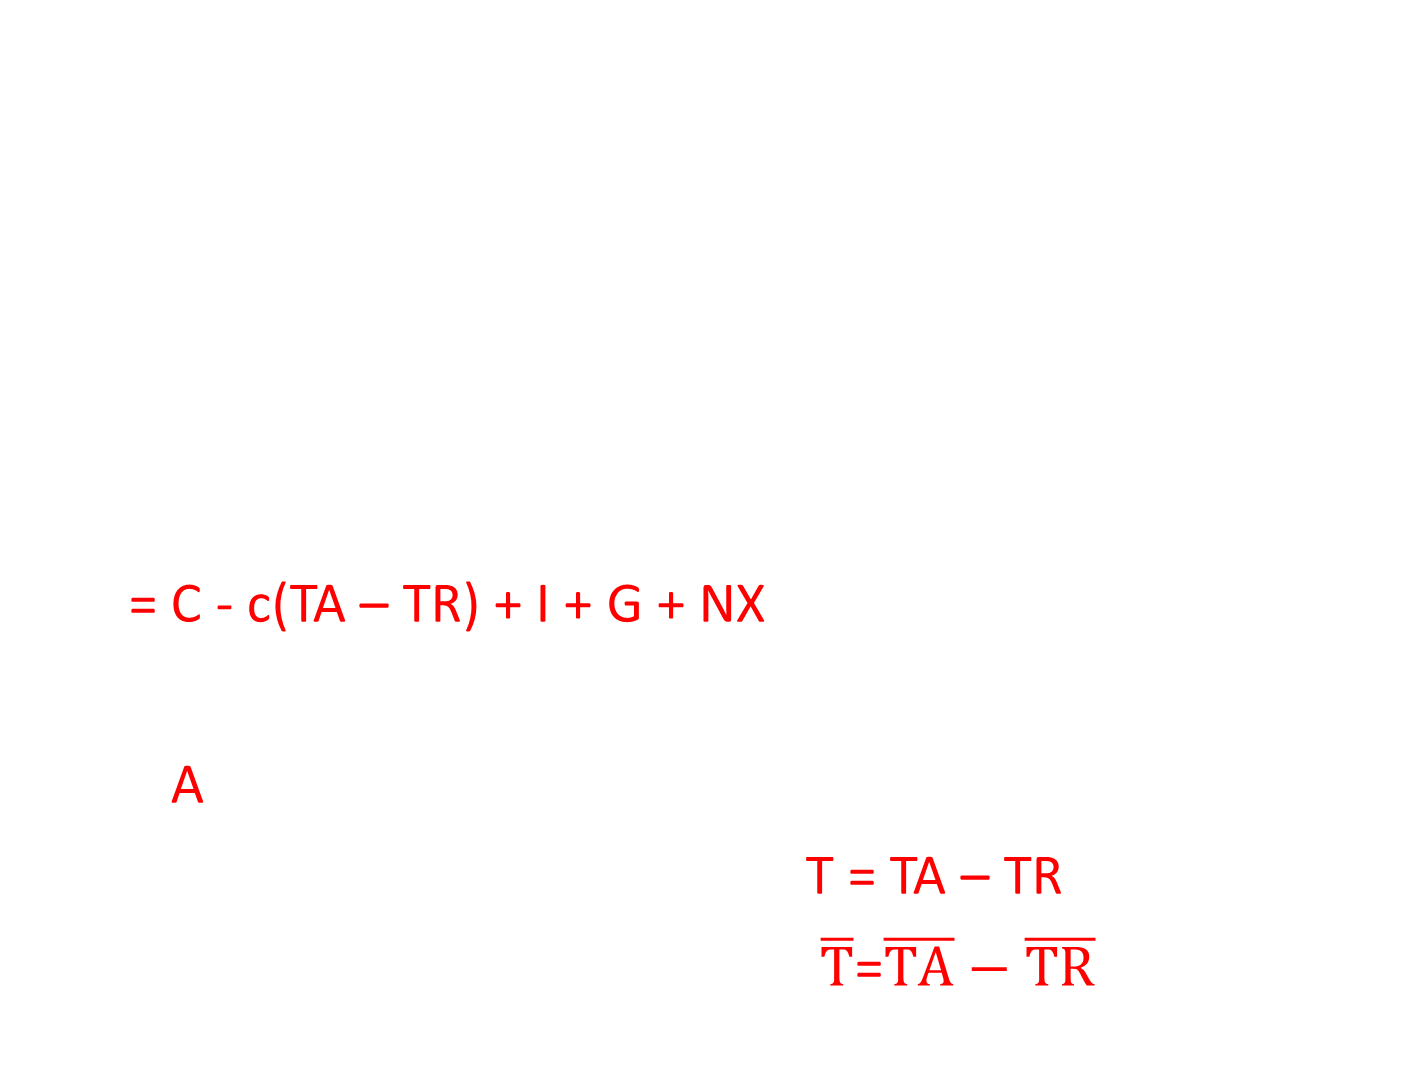 = C - c(TA – TR) + I + G + NX
A
T = TA – TR
T̅=T̅A̅ − T̅R̅